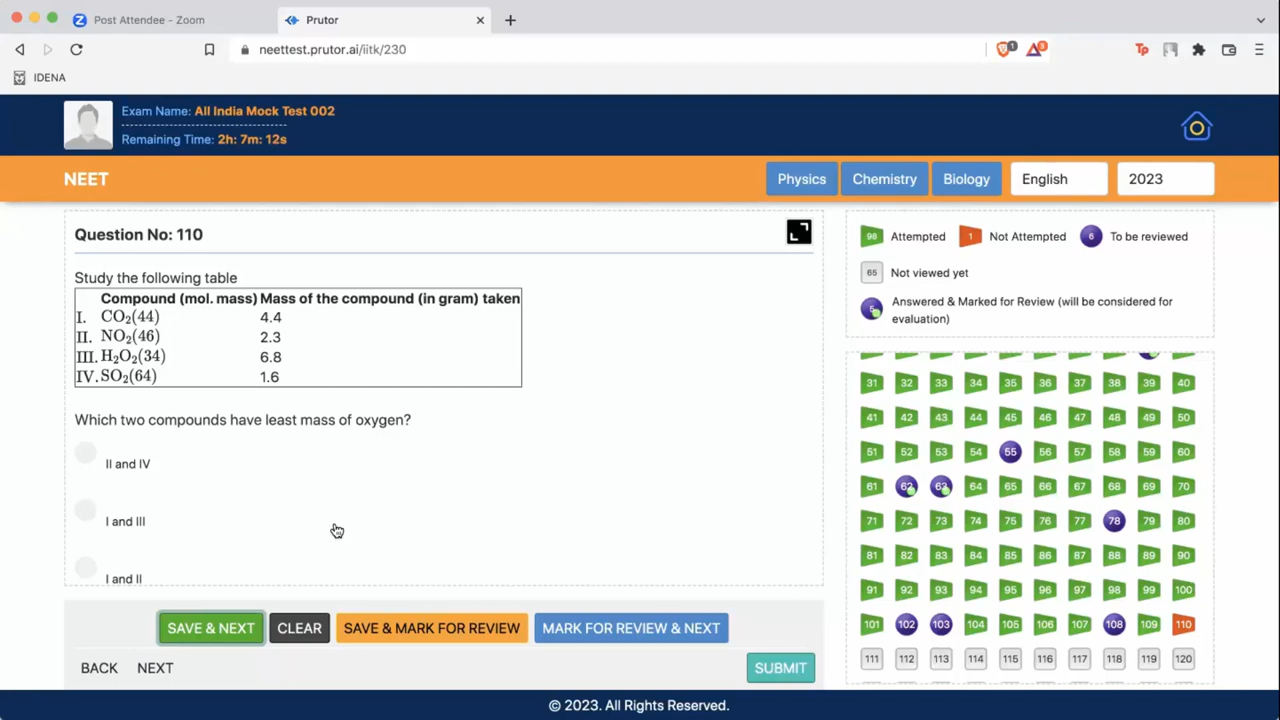 Post Attendee - Zoom
Prutor
neettest.prutor.ai/iitk/230
1
3
Tp
IDENA
Exam Name: All India Mock Test 002
Remaining Time: 2h: 7m: 12s
NEET
Physics
Chemistry
Biology
English
2023
Question No: 110
Study the following table
Compound (mol. mass) Mass of the compound (in gram) taken
I. CO₂(44) 4.4
II. NO₂(46) 2.3
III. H₂O₂(34) 6.8
IV. SO₂(64) 1.6
Which two compounds have least mass of oxygen?
II and IV
I and III
I and II
SAVE & NEXT
CLEAR
SAVE & MARK FOR REVIEW
MARK FOR REVIEW & NEXT
BACK
NEXT
SUBMIT
98 Attempted
1 Not Attempted
6 To be reviewed
65 Not viewed yet
Answered & Marked for Review (will be considered for
evaluation)
31 32 33 34 35 36 37 38 39 40
41 42 43 44 45 46 47 48 49 50
51 52 53 54 55 56 57 58 59 60
61 62 63 64 65 66 67 68 69 70
71 72 73 74 75 76 77 78 79 80
81 82 83 84 85 86 87 88 89 90
91 92 93 94 95 96 97 98 99 100
101 102 103 104 105 106 107 108 109 110
111 112 113 114 115 116 117 118 119 120
© 2023. All Rights Reserved.